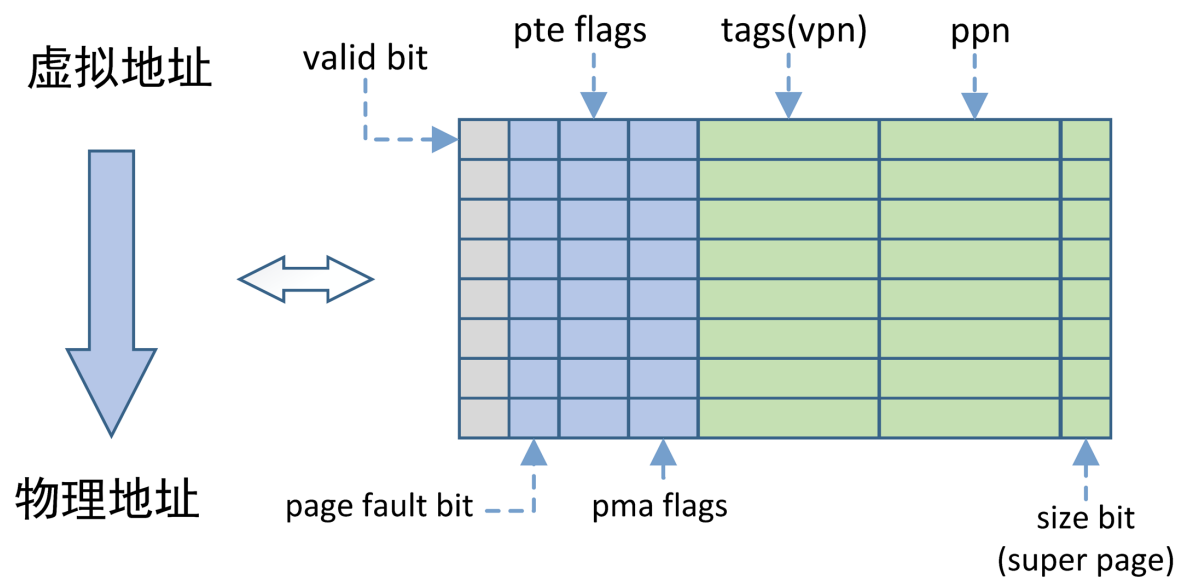 虚拟地址
valid bit
pte flags
tags(vpn)
ppn
物理地址
page fault bit
pma flags
size bit
(super page)